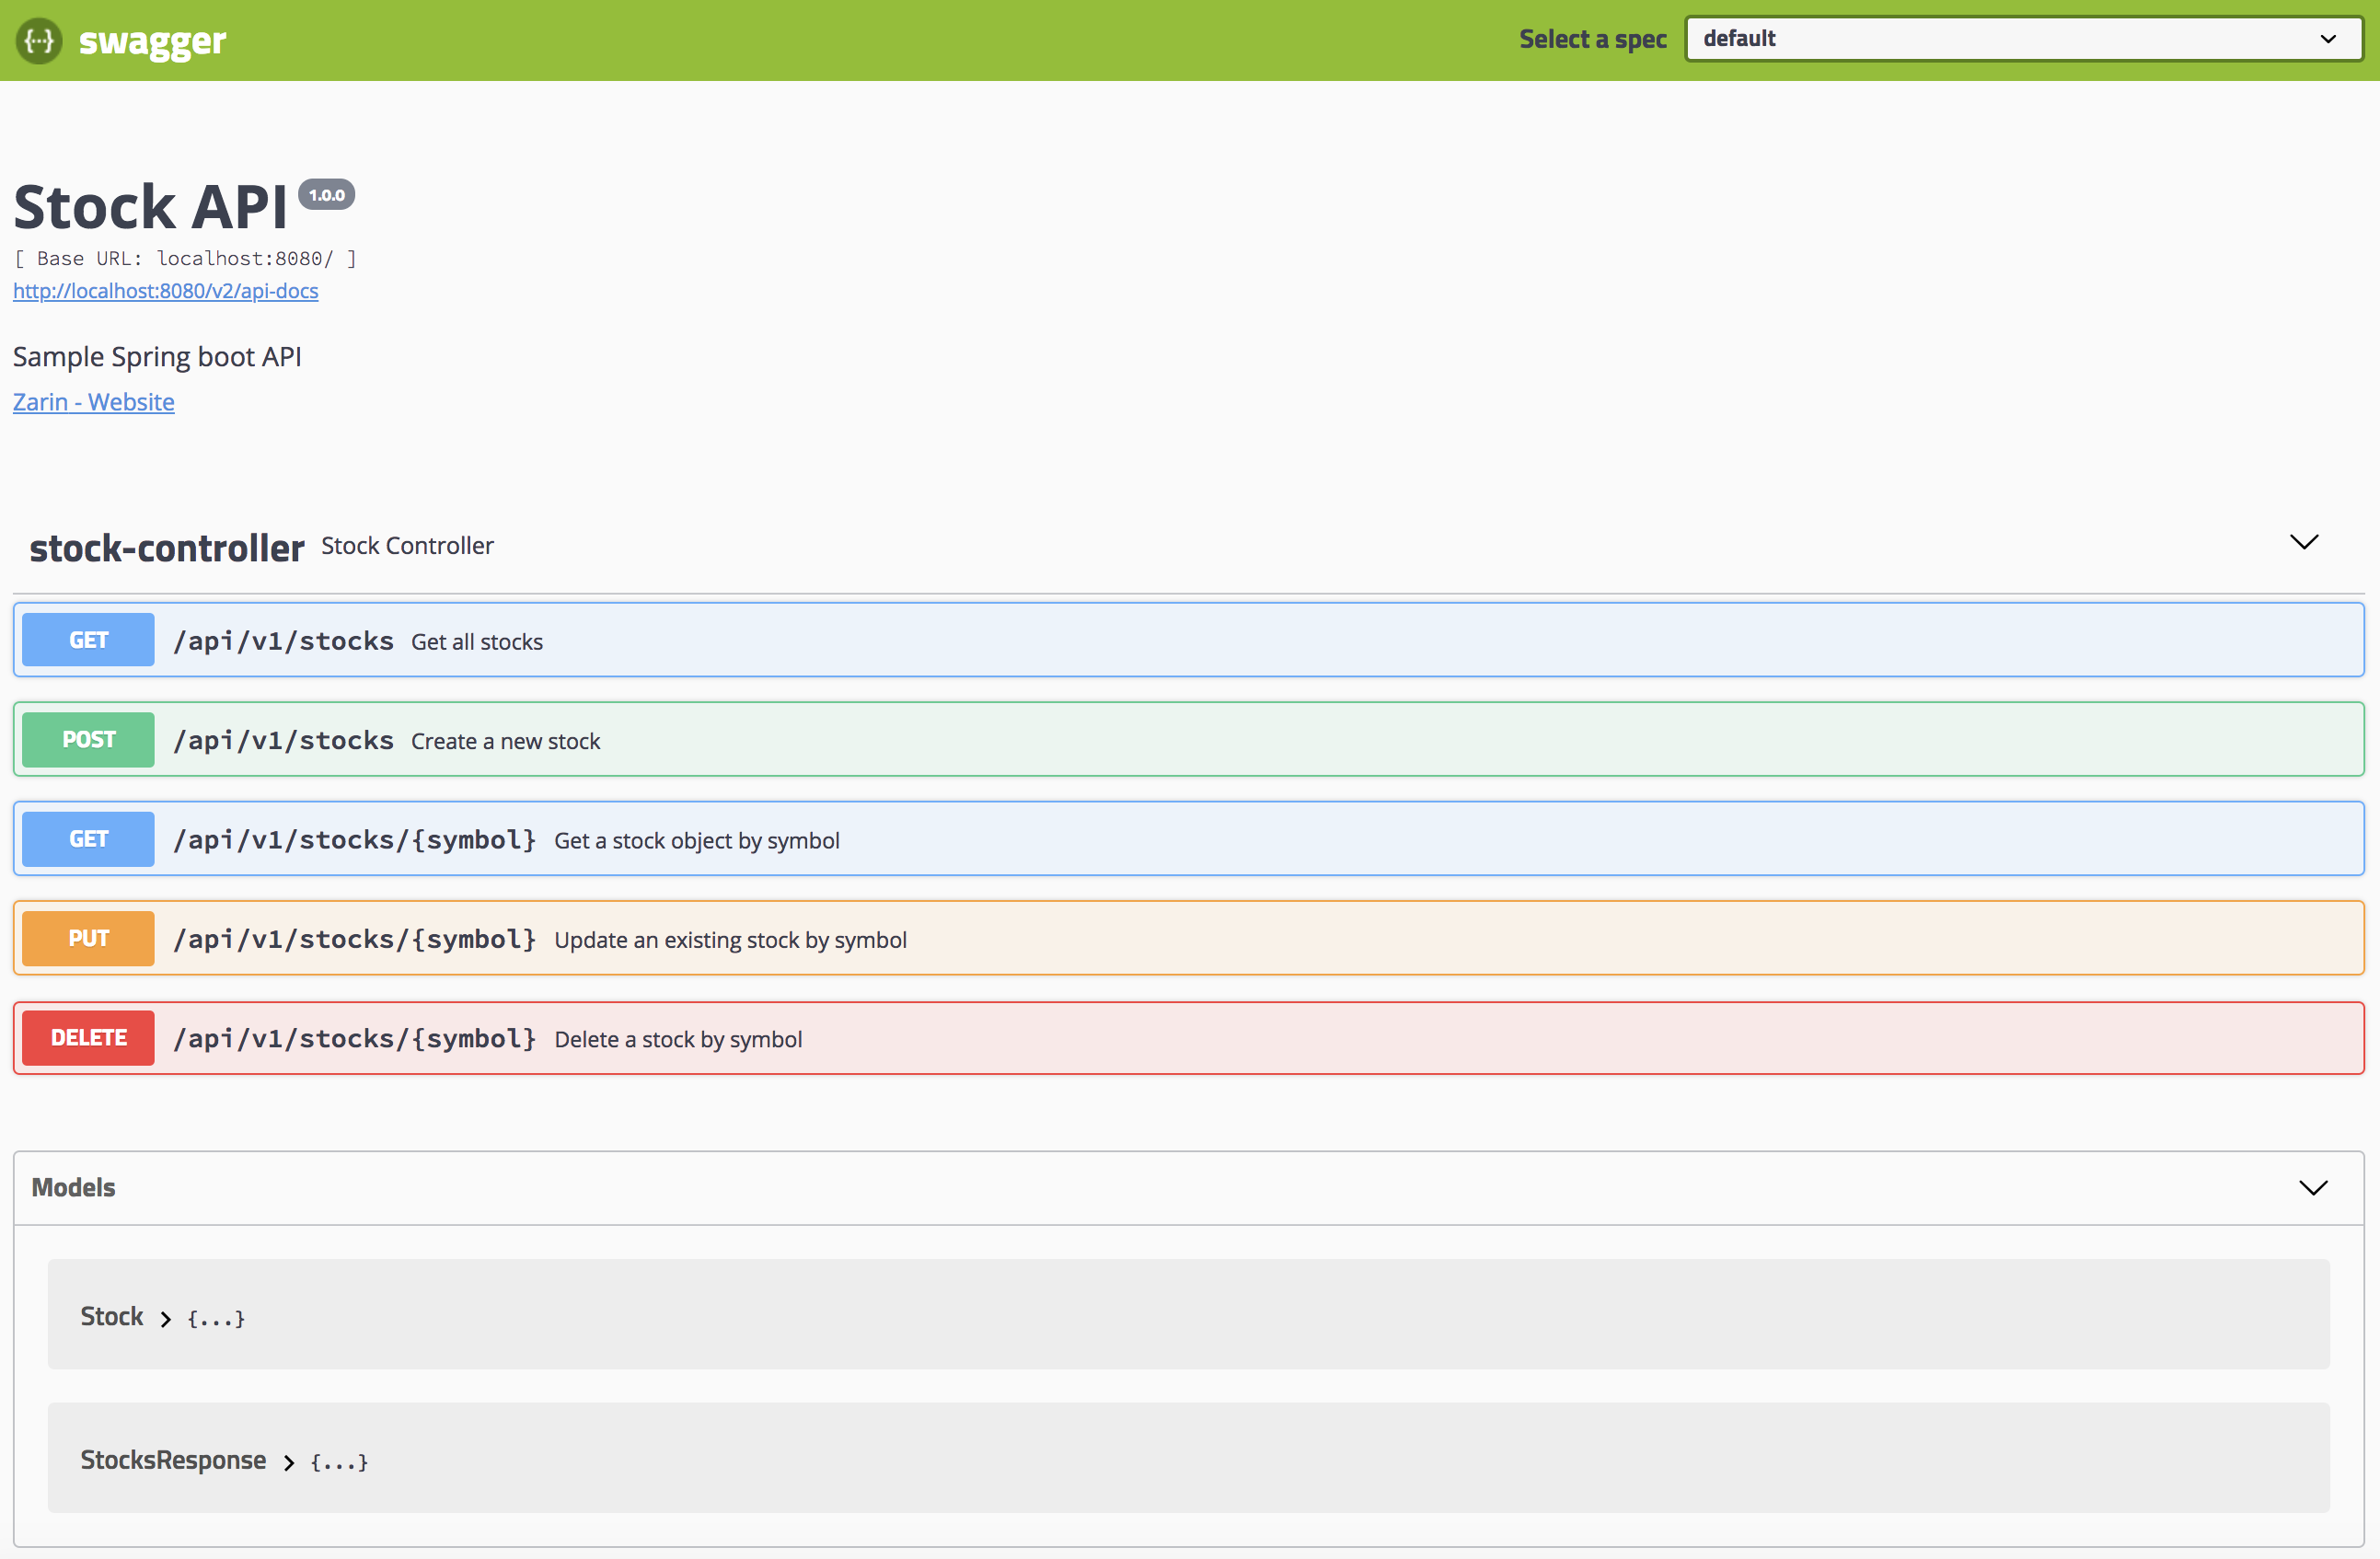 {...} swagger Select a spec default
Stock API 1.0.0
[ Base URL: localhost:8080/ ]
http://localhost:8080/v2/api-docs
Sample Spring boot API
Zarin - Website
stock-controller Stock Controller
GET /api/v1/stocks Get all stocks
POST /api/v1/stocks Create a new stock
GET /api/v1/stocks/{symbol} Get a stock object by symbol
PUT /api/v1/stocks/{symbol} Update an existing stock by symbol
DELETE /api/v1/stocks/{symbol} Delete a stock by symbol
Models
Stock > {...}
StocksResponse > {...}